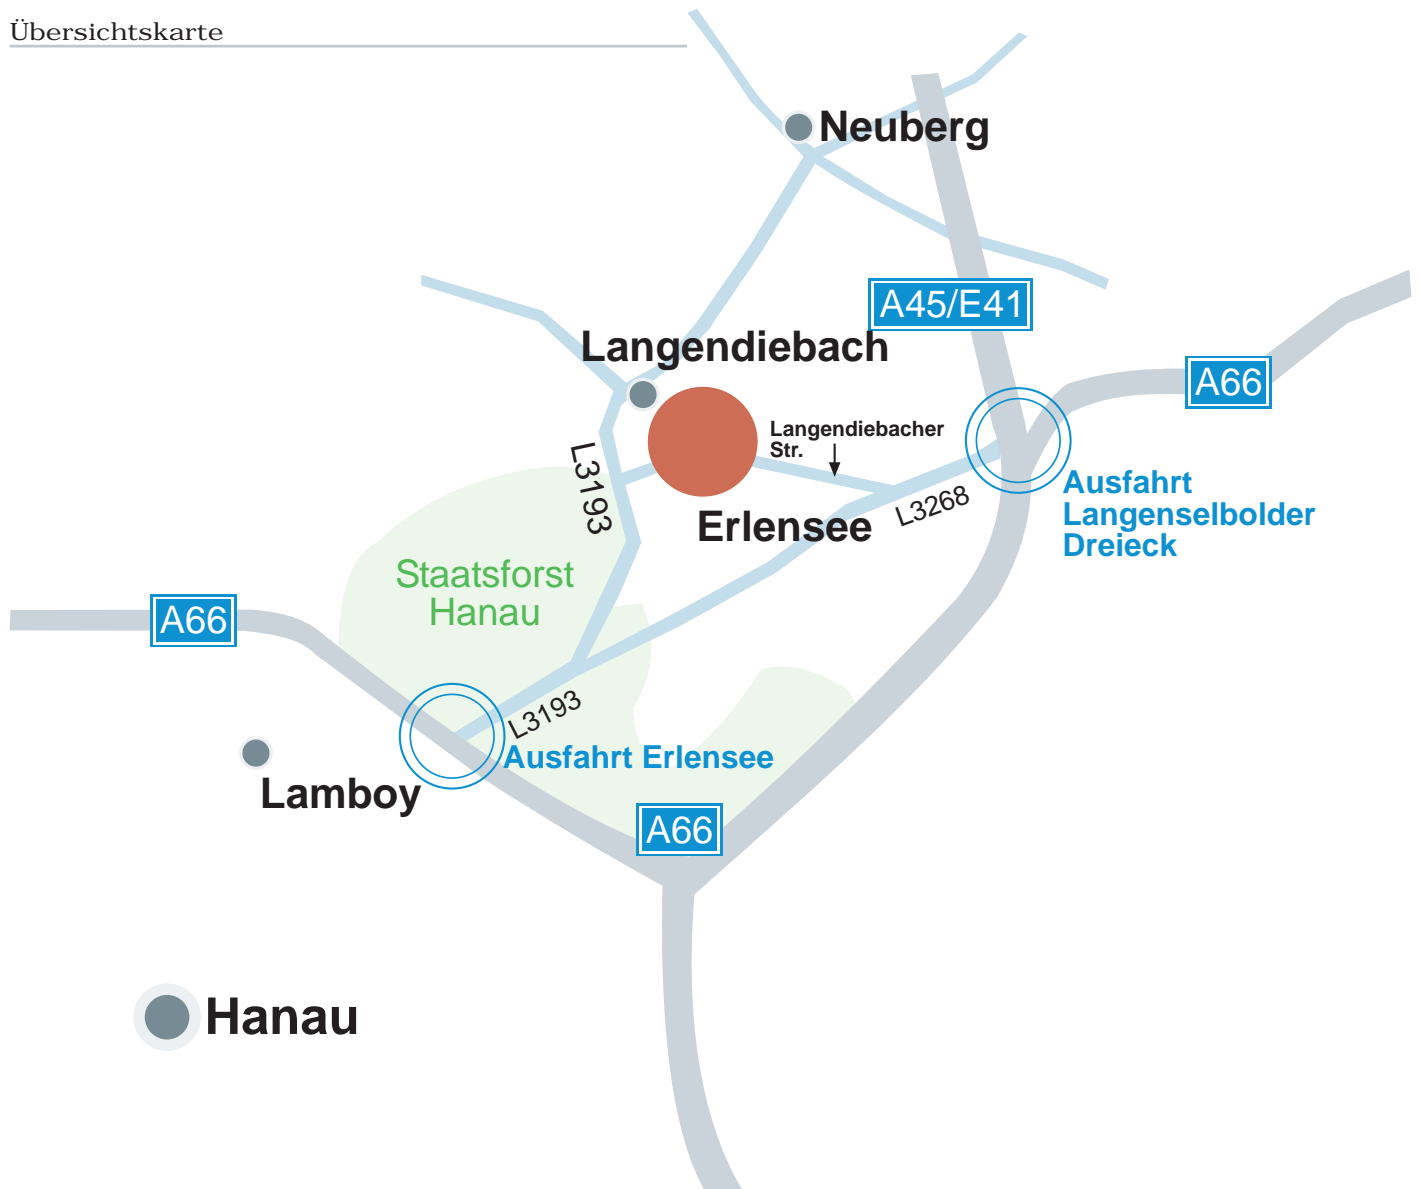 Übersichtskarte
Neuberg
A45/E41
Langendiebach
A66
Langendiebacher
Str.
L3193
L3268
Ausfahrt
Langenselbolder
Dreieck
Erlensee
Staatsforst
Hanau
A66
L3193
Ausfahrt Erlensee
Lamboy
A66
Hanau